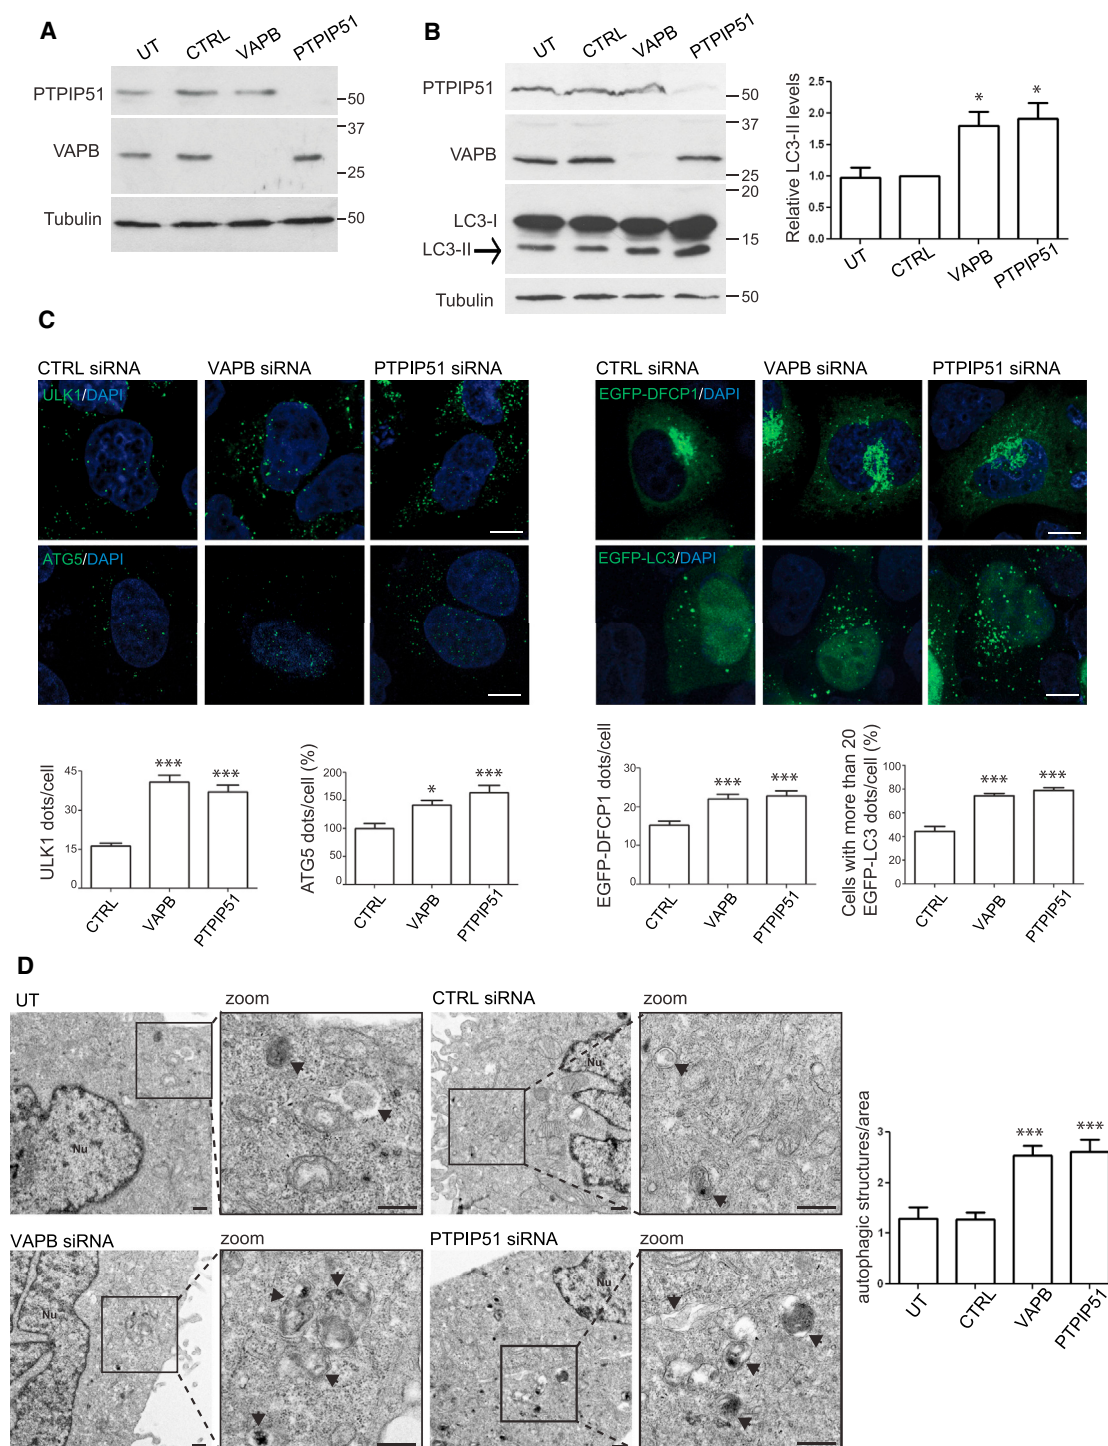 A
UT CTRL VAPB PTPIP51
PTPIP51
50
37
VAPB
25
Tubulin
50
B
UT CTRL VAPB PTPIP51
PTPIP51
50
37
VAPB
25
20
LC3-I
15
LC3-II
Tubulin
50
Relative LC3-II levels
2.5
2.0
1.5
1.0
0.5
0.0
* *
UT CTRL VAPB PTPIP51
C
CTRL siRNA VAPB siRNA PTPIP51 siRNA
ULK1/DAPI
ATG5/DAPI
CTRL siRNA VAPB siRNA PTPIP51 siRNA
EGFP-DFCP1/DAPI
EGFP-LC3/DAPI
ULK1 dots/cell
45
30
15
0
*** ***
CTRL VAPB PTPIP51
ATG5 dots/cell (%)
200
150
100
50
0
* ***
CTRL VAPB PTPIP51
EGFP-DFCP1 dots/cell
30
20
10
0
*** ***
CTRL VAPB PTPIP51
Cells with more than 20
EGFP-LC3 dots/cell (%)
100
80
60
40
20
0
*** ***
CTRL VAPB PTPIP51
D
UT zoom CTRL siRNA zoom
Nu
Nu
VAPB siRNA zoom PTPIP51 siRNA zoom
Nu
Nu
autophagic structures/area
3
2
1
0
*** ***
UT CTRL VAPB PTPIP51